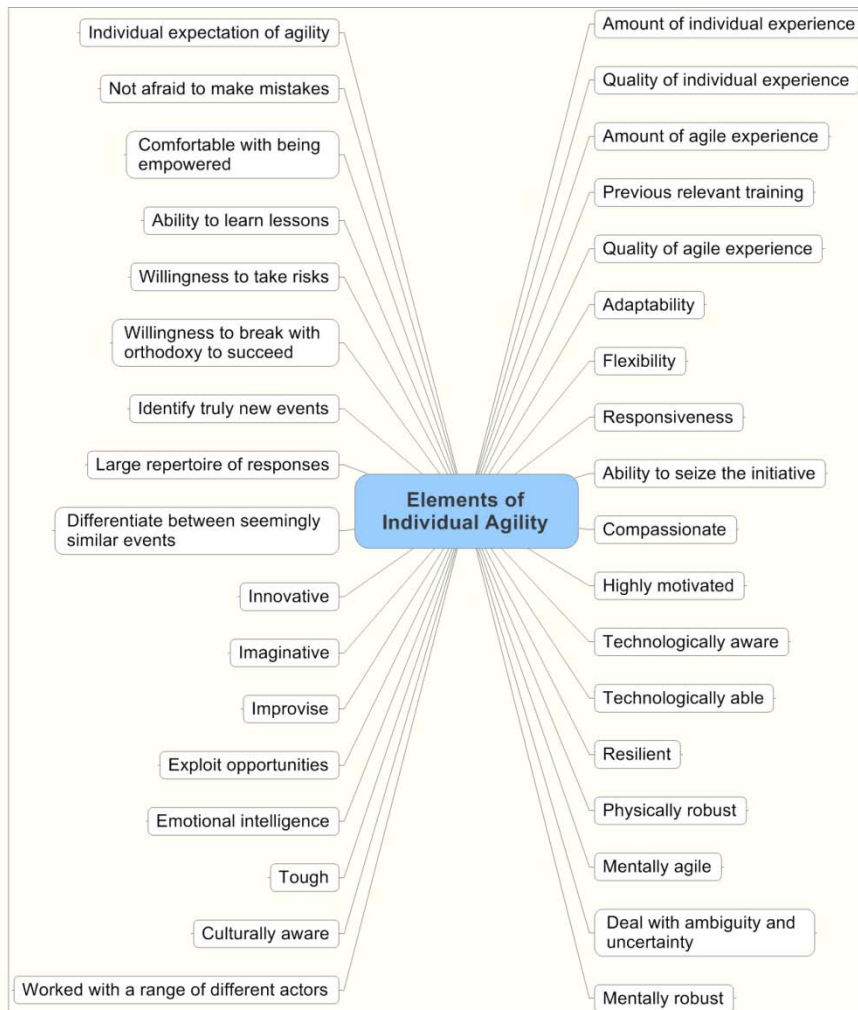 Individual expectation of agility
Not afraid to make mistakes
Comfortable with being
empowered
Ability to learn lessons
Willingness to take risks
Willingness to break with
orthodoxy to succeed
Identify truly new events
Large repertoire of responses
Differentiate between seemingly
similar events
Innovative
Imaginative
Improvise
Exploit opportunities
Emotional intelligence
Tough
Culturally aware
Worked with a range of different actors
Elements of
Individual Agility
Amount of individual experience
Quality of individual experience
Amount of agile experience
Previous relevant training
Quality of agile experience
Adaptability
Flexibility
Responsiveness
Ability to seize the initiative
Compassionate
Highly motivated
Technologically aware
Technologically able
Resilient
Physically robust
Mentally agile
Deal with ambiguity and
uncertainty
Mentally robust